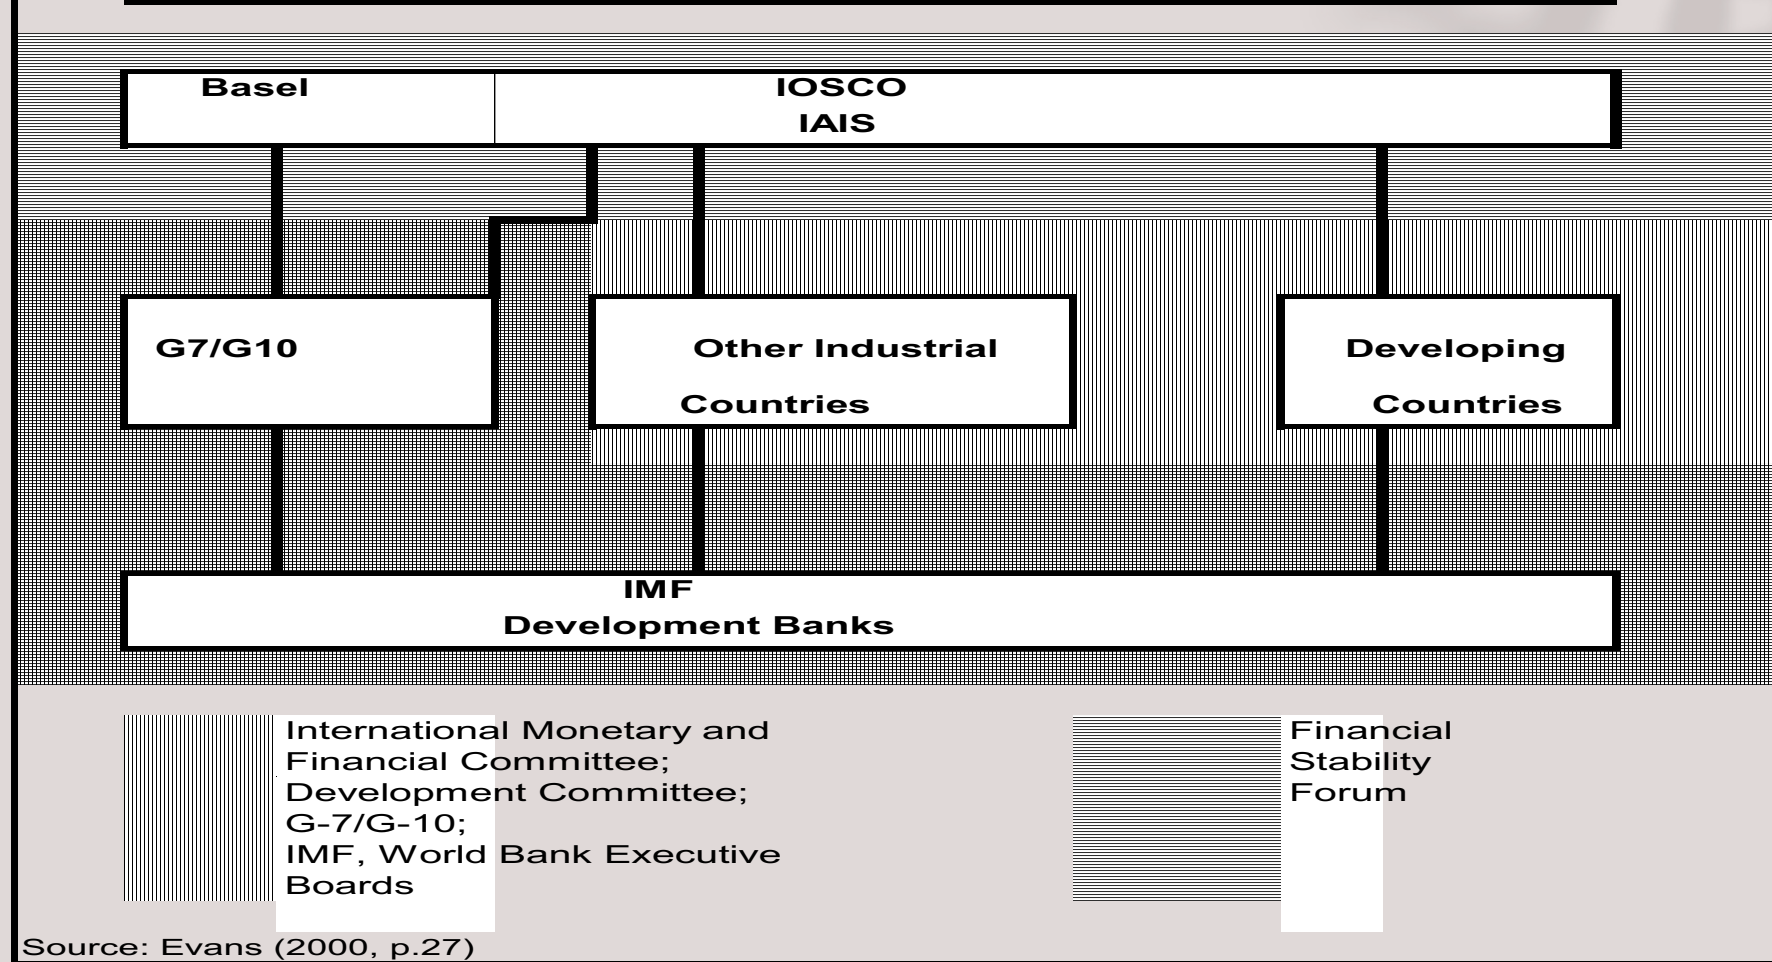 Basel
IOSCO
IAIS
G7/G10
Other Industrial
Countries
Developing
Countries
IMF
Development Banks
International Monetary and
Financial Committee;
Development Committee;
G-7/G-10;
IMF, World Bank Executive
Boards
Financial
Stability
Forum
Source: Evans (2000, p.27)